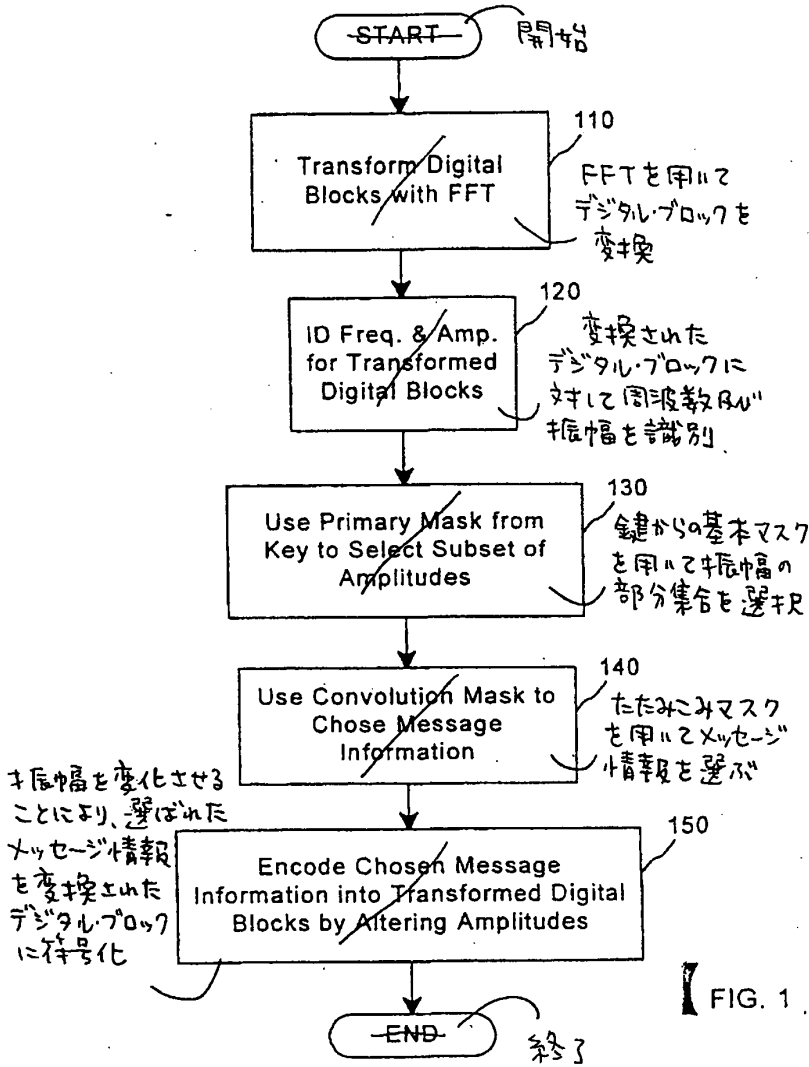 START
開始
110
Transform Digital
Blocks with FFT
FFTを用いて
デジタル・ブロックを
変換
120
ID Freq. & Amp.
for Transformed
Digital Blocks
変換された
デジタル・ブロックに
対して周波数及び
振幅を識別
130
Use Primary Mask from
Key to Select Subset of
Amplitudes
鍵からの基本マスク
を用いて振幅の
部分集合を選択
140
Use Convolution Mask to
Chose Message
Information
たたみこみマスク
を用いてメッセージ
情報を選ぶ
振幅を変化させる
ことにより、選ばれた
メッセージ情報
を変換された
デジタル・ブロック
に符号化
150
Encode Chosen Message
Information into Transformed Digital
Blocks by Altering Amplitudes
FIG. 1
END
終了